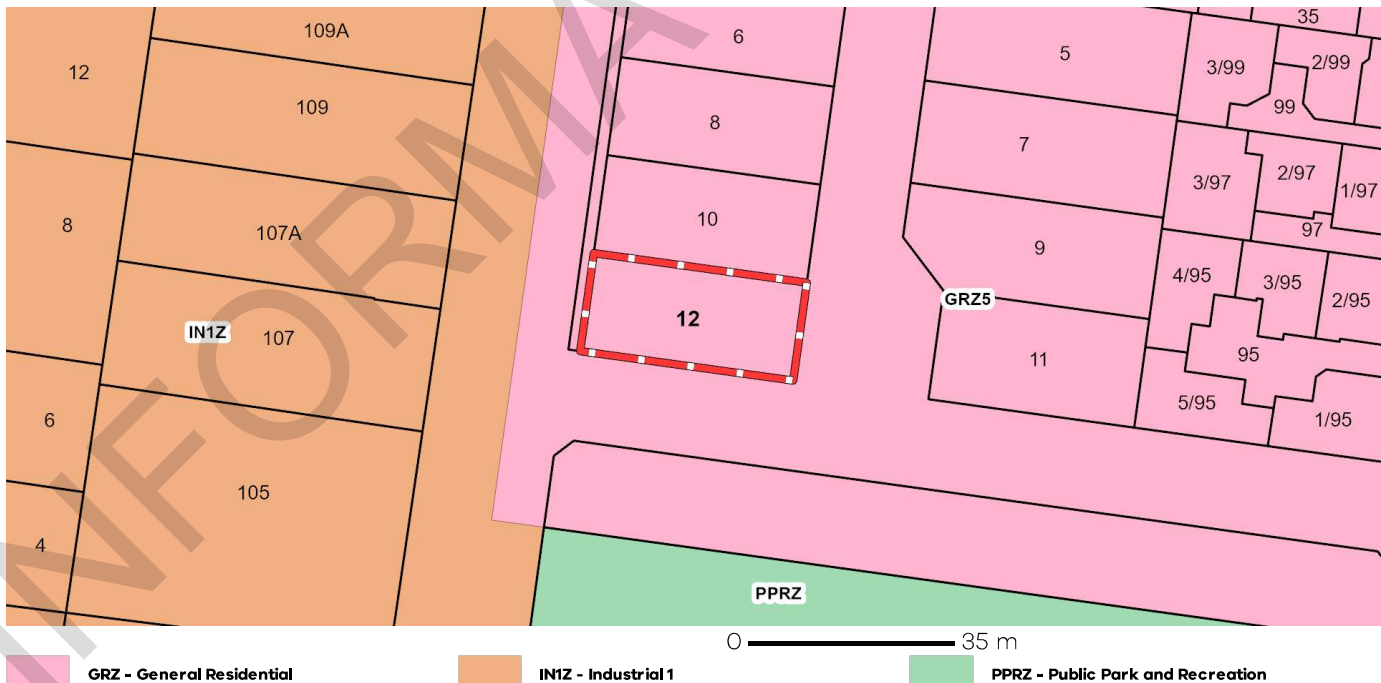 35
109A
6
5
3/99
2/99
12
109
8
99
7
2/97
3/97
1/97
10
8
107A
97
9
4/95
3/95
2/95
GRZ5
12
IN1Z
107
95
11
5/95
6
1/95
105
4
PPRZ
INFORMA
0 35 m
GRZ - General Residential
IN1Z - Industrial 1
PPRZ - Public Park and Recreation